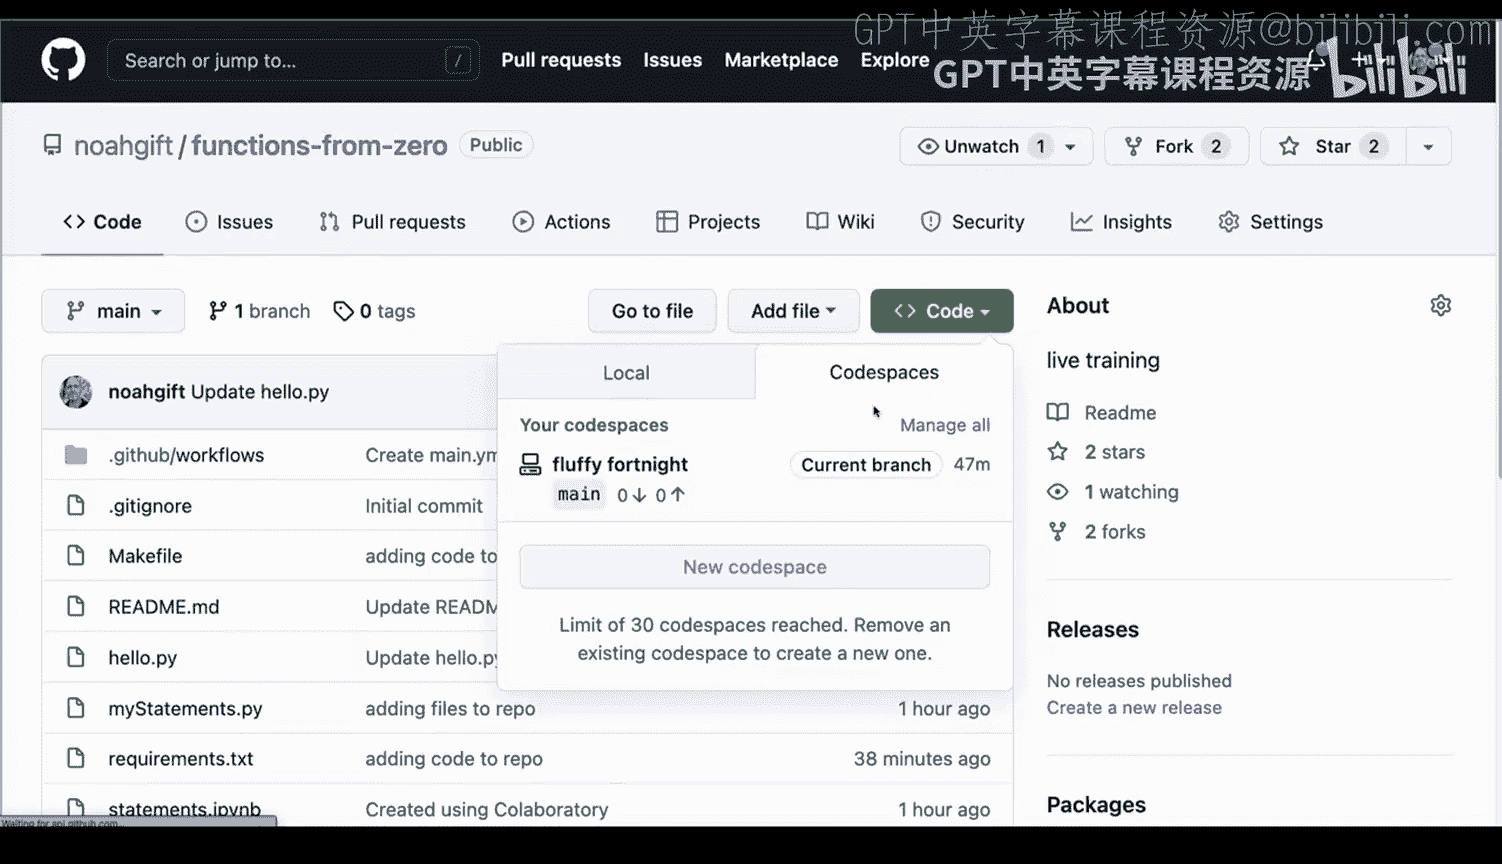 GPT中英字幕课程资源@bilibili.com
Search or jump to... / Pull requests Issues Marketplace Explore
GPT中英字幕课程资源 bilibili
noahgift / functions-from-zero Public Unwatch 1 Fork 2 Star 2
Code Issues Pull requests Actions Projects Wiki Security Insights Settings
main 1 branch 0 tags Go to file Add file Code
Local Codespaces
Your codespaces Manage all
fluffy fortnight Current branch 47m
main 0↓ 0↑
New codespace
Limit of 30 codespaces reached. Remove an
existing codespace to create a new one.
noahgift Update hello.py
.github/workflows Create main.ym
.gitignore Initial commit
Makefile adding code to
README.md Update READM
hello.py Update hello.py
myStatements.py adding files to repo 1 hour ago
requirements.txt adding code to repo 38 minutes ago
statements.ipynb Created using Colaboratory 1 hour ago
About
live training
Readme
2 stars
1 watching
2 forks
Releases
No releases published
Create a new release
Packages
Waiting for api.github.com...